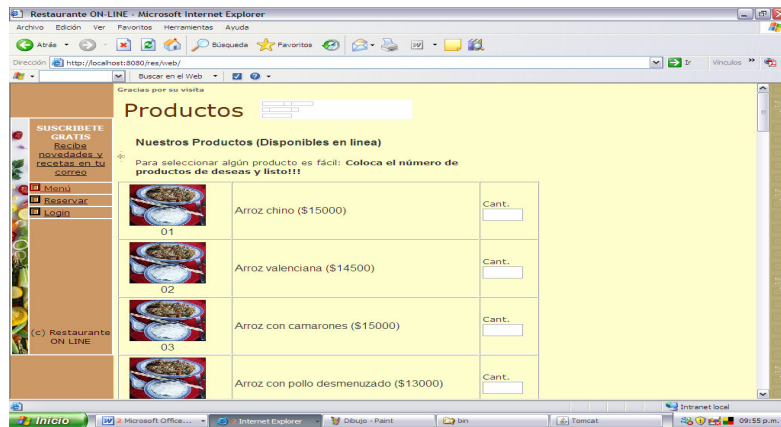 Restaurante ON-LINE - Microsoft Internet Explorer
Archivo Edición Ver Favoritos Herramientas Ayuda
Atrás Búsqueda Favoritos
Dirección http://localhost:8080/res/web/ Ir Vínculos »
Buscar en el Web
Gracias por su visita
Productos
SUSCRIBETE
GRATIS
Recibe
novedades y
recetas en tu
correo
Menú
Reservar
Login
(c) Restaurante
ON LINE
Nuestros Productos (Disponibles en linea)
Para seleccionar algún producto es fácil: Coloca el número de
productos de deseas y listo!!!
Arroz chino ($15000) Cant.
01
Arroz valenciana ($14500) Cant.
02
Arroz con camarones ($15000) Cant.
03
Arroz con pollo desmenuzado ($13000) Cant.
Intranet local
Inicio 2 Microsoft Office... 2 Internet Explorer Dibujo - Paint bin Tomcat 09:55 p.m.